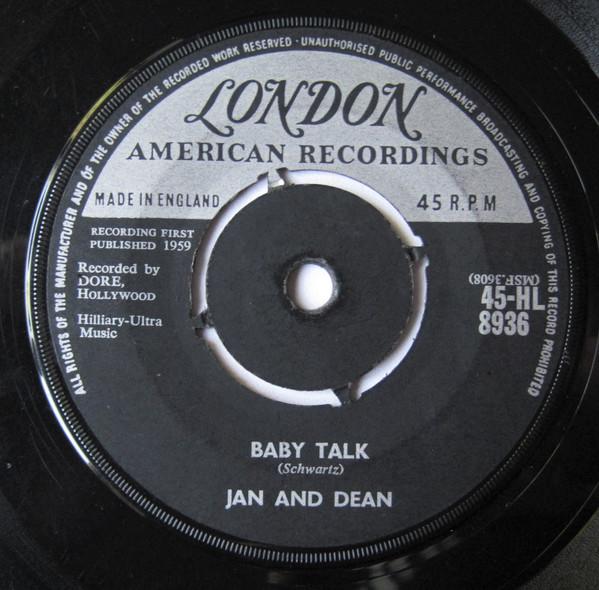 ALL RIGHTS OF THE MANUFACTURER AND OF THE OWNER OF THE RECORDED WORK RESERVED · UNAUTHORISED PUBLIC PERFORMANCE BROADCASTING AND COPYING OF THIS RECORD PROHIBITED
LONDON
AMERICAN RECORDINGS
MADE IN ENGLAND
45 R.P.M
RECORDING FIRST
PUBLISHED 1959
Recorded by
DORE,
HOLLYWOOD
Hilliary-Ultra
Music
(MSF.3608)
45-HL
8936
BABY TALK
(Schwartz)
JAN AND DEAN